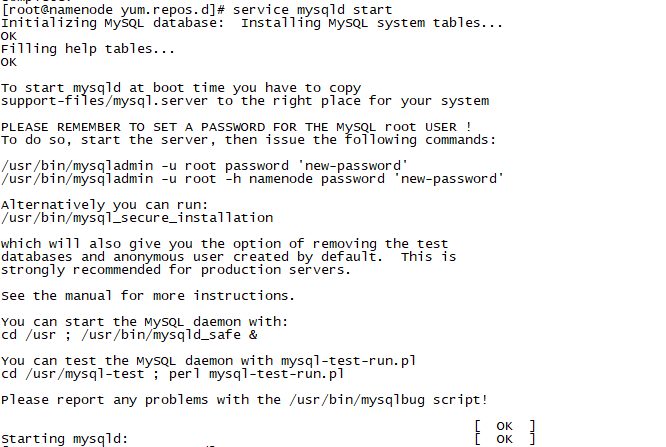 [root@namenode yum.repos.d]# service mysqld start
Initializing MySQL database:  Installing MySQL system tables...
OK
Filling help tables...
OK
To start mysqld at boot time you have to copy
support-files/mysql.server to the right place for your system
PLEASE REMEMBER TO SET A PASSWORD FOR THE MySQL root USER !
To do so, start the server, then issue the following commands:
/usr/bin/mysqladmin -u root password 'new-password'
/usr/bin/mysqladmin -u root -h namenode password 'new-password'
Alternatively you can run:
/usr/bin/mysql_secure_installation
which will also give you the option of removing the test
databases and anonymous user created by default.  This is
strongly recommended for production servers.
See the manual for more instructions.
You can start the MySQL daemon with:
cd /usr ; /usr/bin/mysqld_safe &
You can test the MySQL daemon with mysql-test-run.pl
cd /usr/mysql-test ; perl mysql-test-run.pl
Please report any problems with the /usr/bin/mysqlbug script!
[  OK  ]
Starting mysqld: [  OK  ]